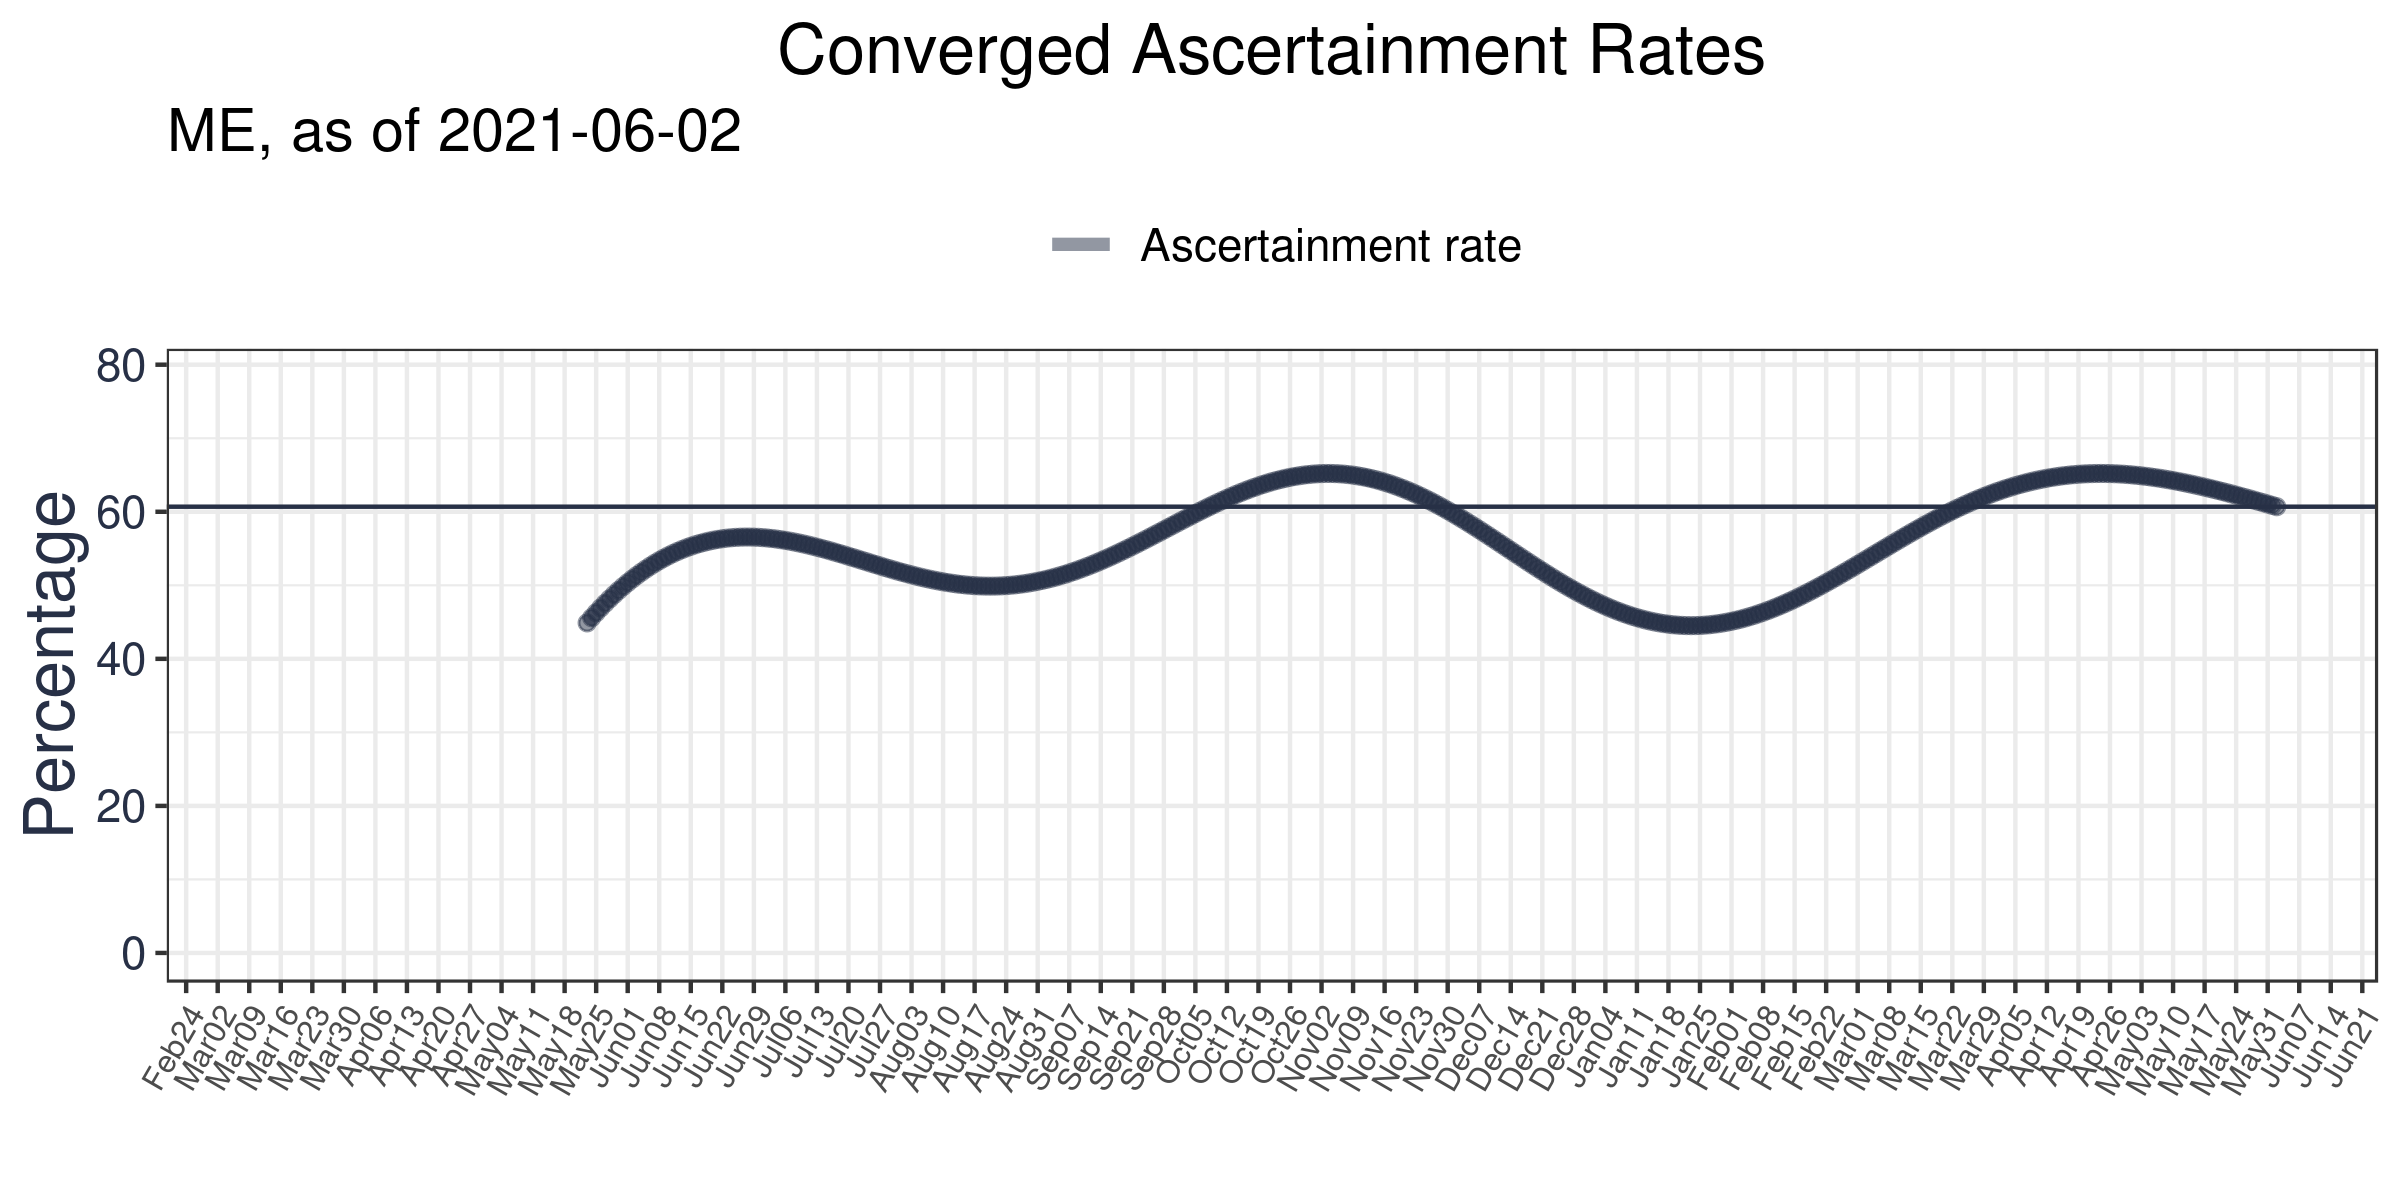 Converged Ascertainment Rates
ME, as of 2021-06-02
Ascertainment rate
Percentage
80
60
40
20
0
Feb24
Mar02
Mar09
Mar16
Mar23
Mar30
Apr06
Apr13
Apr20
Apr27
May04
May11
May18
May25
Jun01
Jun08
Jun15
Jun22
Jun29
Jul06
Jul13
Jul20
Jul27
Aug03
Aug10
Aug17
Aug24
Aug31
Sep07
Sep14
Sep21
Sep28
Oct05
Oct12
Oct19
Oct26
Nov02
Nov09
Nov16
Nov23
Nov30
Dec07
Dec14
Dec21
Dec28
Jan04
Jan11
Jan18
Jan25
Feb01
Feb08
Feb15
Feb22
Mar01
Mar08
Mar15
Mar22
Mar29
Apr05
Apr12
Apr19
Apr26
May03
May10
May17
May24
May31
Jun07
Jun14
Jun21